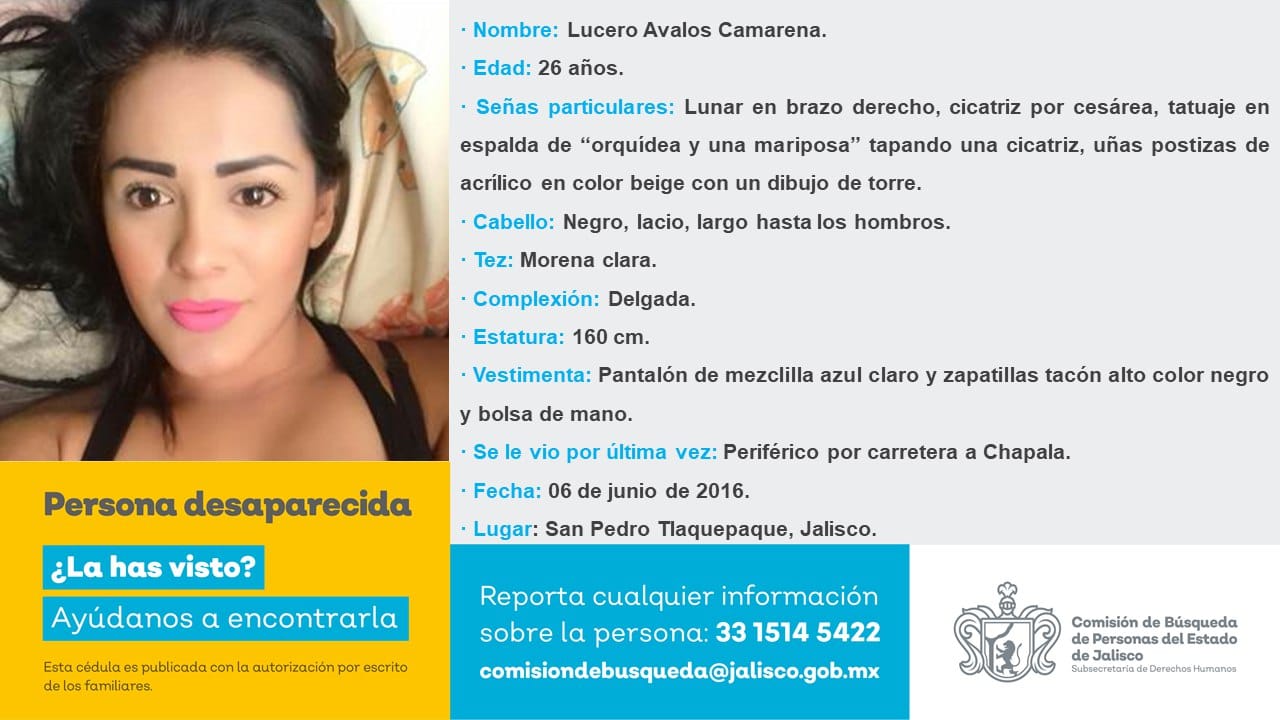 · Nombre: Lucero Avalos Camarena.
· Edad: 26 años.
· Señas particulares: Lunar en brazo derecho, cicatriz por cesárea, tatuaje en
espalda de “orquídea y una mariposa” tapando una cicatriz, uñas postizas de
acrílico en color beige con un dibujo de torre.
· Cabello: Negro, lacio, largo hasta los hombros.
· Tez: Morena clara.
· Complexión: Delgada.
· Estatura: 160 cm.
· Vestimenta: Pantalón de mezclilla azul claro y zapatillas tacón alto color negro
y bolsa de mano.
· Se le vio por última vez: Periférico por carretera a Chapala.
· Fecha: 06 de junio de 2016.
· Lugar: San Pedro Tlaquepaque, Jalisco.
Persona desaparecida
¿La has visto?
Ayúdanos a encontrarla
Esta cédula es publicada con la autorización por escrito
de los familiares.
Reporta cualquier información
sobre la persona: 33 1514 5422
comisiondebusqueda@jalisco.gob.mx
Comisión de Búsqueda
de Personas del Estado
de Jalisco
Subsecretaría de Derechos Humanos